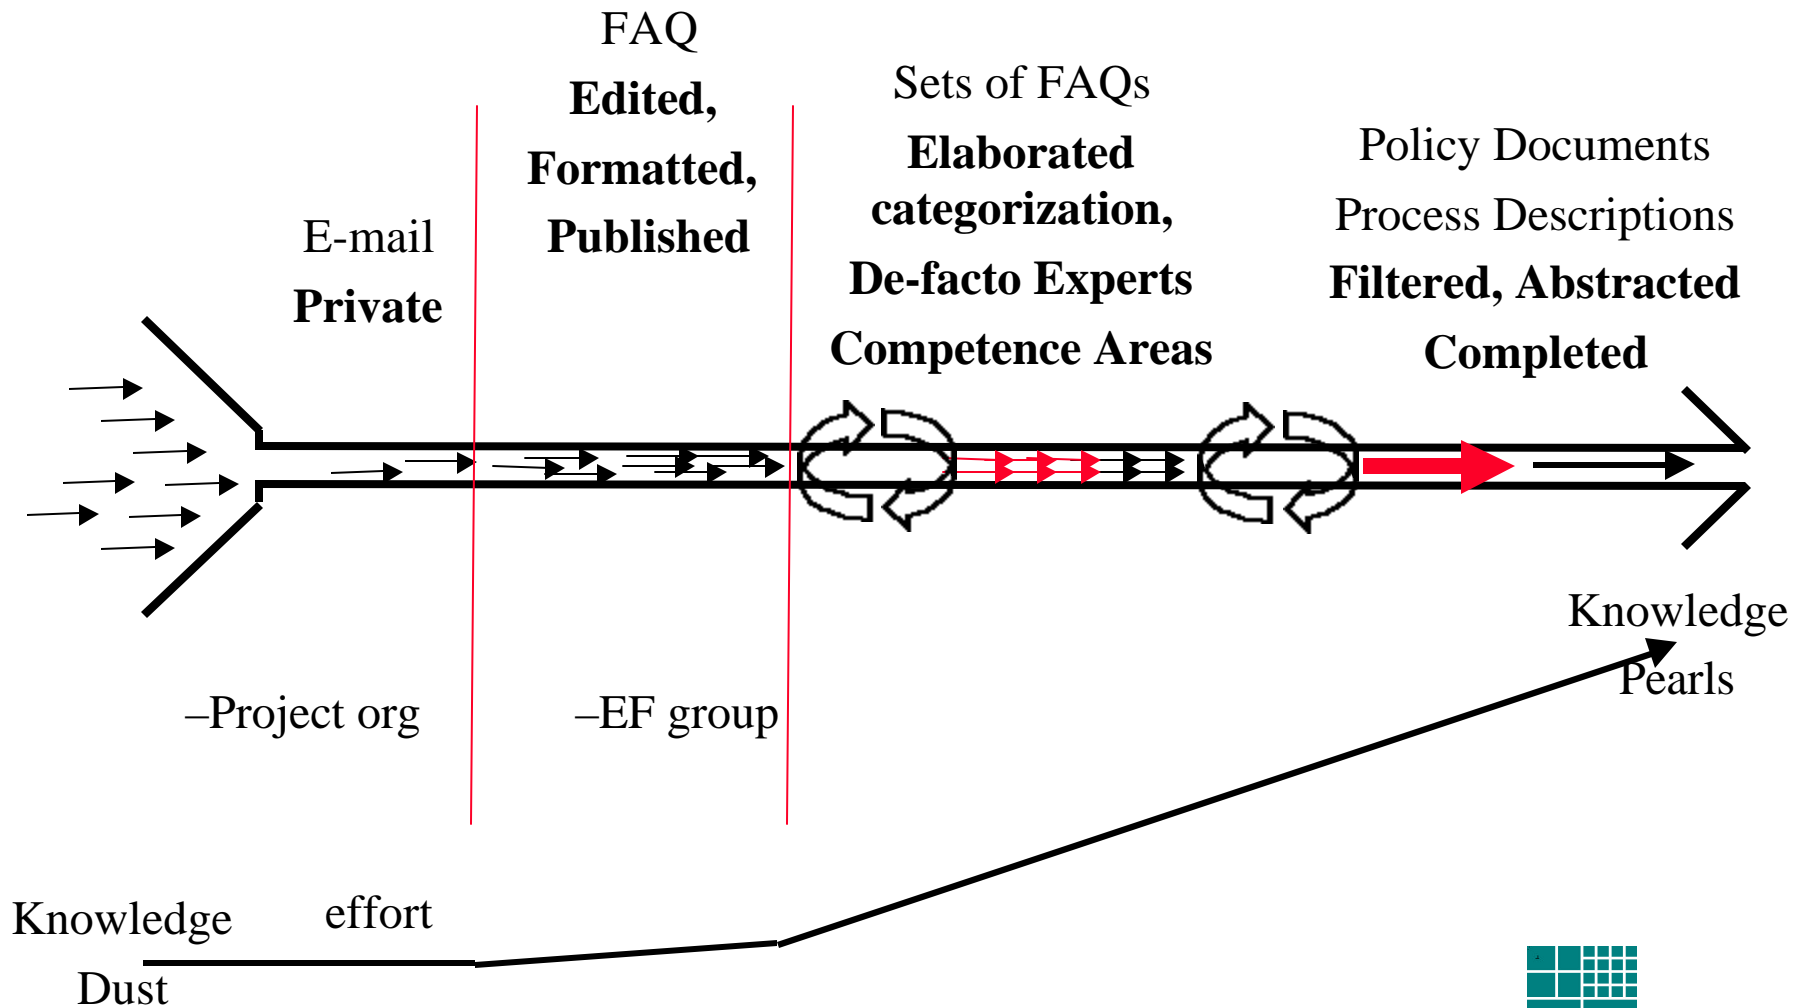 FAQ
Edited,
Formatted,
Published
Sets of FAQs
Elaborated
categorization,
De-facto Experts
Competence Areas
Policy Documents
Process Descriptions
Filtered, Abstracted
Completed
E-mail
Private
Knowledge
Pearls
–Project org
–EF group
Knowledge
Dust
effort